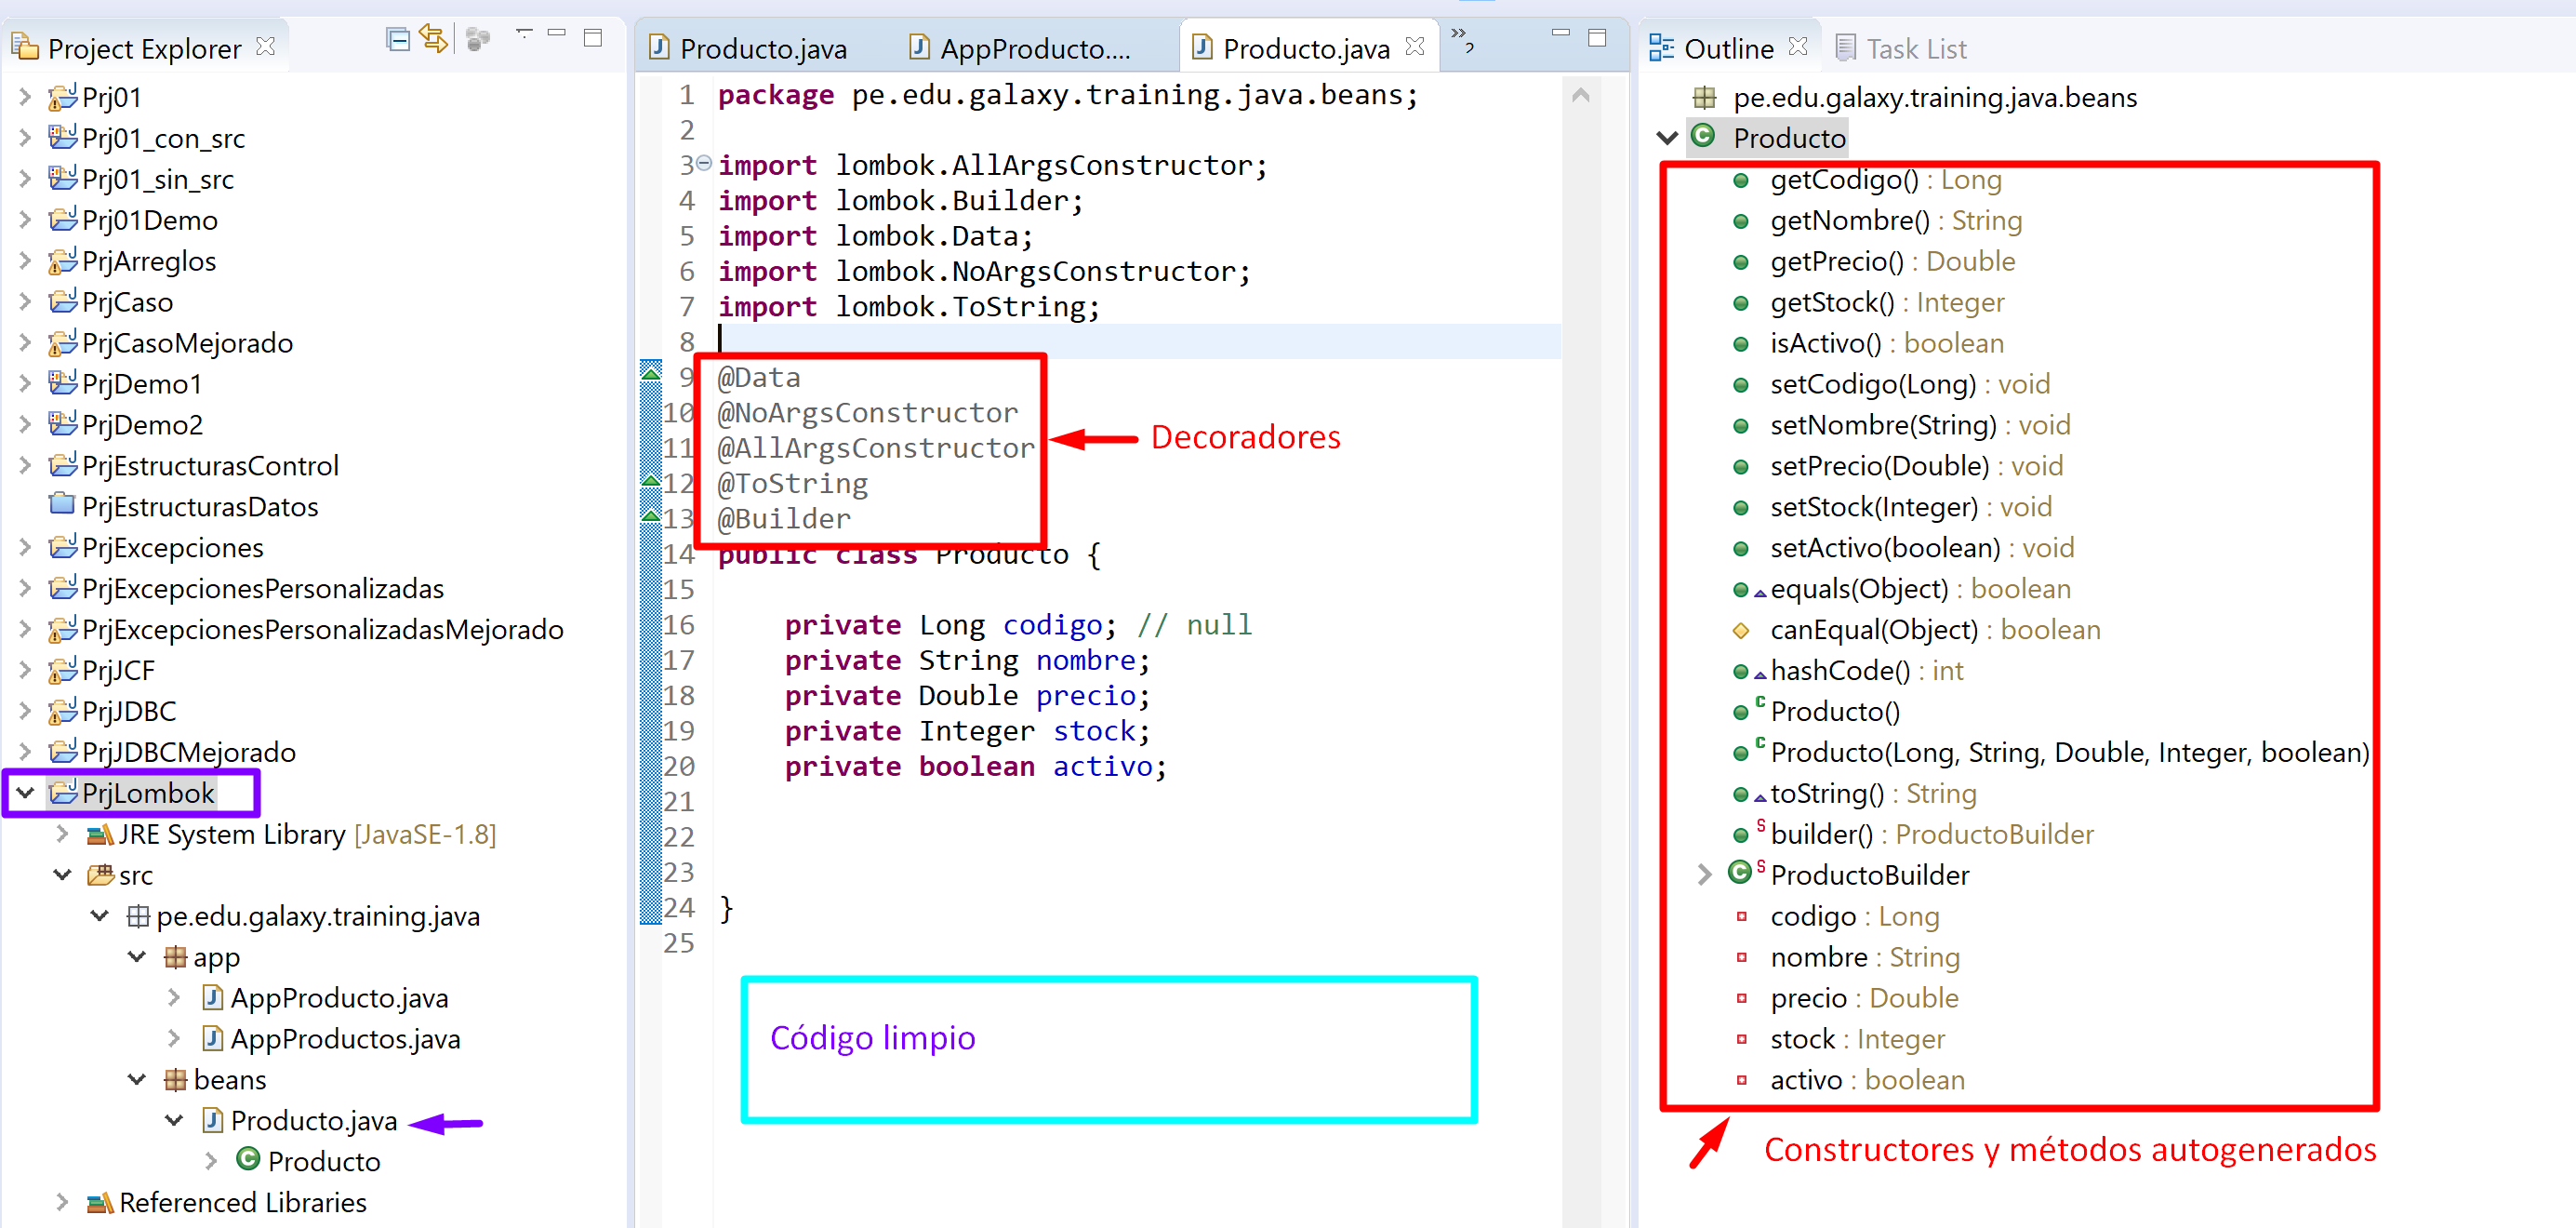 Project Explorer
Prj01
Prj01_con_src
Prj01_sin_src
Prj01Demo
PrjArreglos
PrjCaso
PrjCasoMejorado
PrjDemo1
PrjDemo2
PrjEstructurasControl
PrjEstructurasDatos
PrjExcepciones
PrjExcepcionesPersonalizadas
PrjExcepcionesPersonalizadasMejorado
PrjJCF
PrjJDBC
PrjJDBCMejorado
PrjLombok
JRE System Library [JavaSE-1.8]
src
pe.edu.galaxy.training.java
app
AppProducto.java
AppProductos.java
beans
Producto.java
Producto
Referenced Libraries
Producto.java AppProducto.... Producto.java »2
1 package pe.edu.galaxy.training.java.beans;
2
3 import lombok.AllArgsConstructor;
4 import lombok.Builder;
5 import lombok.Data;
6 import lombok.NoArgsConstructor;
7 import lombok.ToString;
8
9 @Data
10 @NoArgsConstructor
11 @AllArgsConstructor
12 @ToString
13 @Builder
14 public class Producto {
15
16 private Long codigo; // null
17 private String nombre;
18 private Double precio;
19 private Integer stock;
20 private boolean activo;
21
22
23
24 }
25
Decoradores
Código limpio
Outline Task List
pe.edu.galaxy.training.java.beans
Producto
getCodigo() : Long
getNombre() : String
getPrecio() : Double
getStock() : Integer
isActivo() : boolean
setCodigo(Long) : void
setNombre(String) : void
setPrecio(Double) : void
setStock(Integer) : void
setActivo(boolean) : void
equals(Object) : boolean
canEqual(Object) : boolean
hashCode() : int
Producto()
Producto(Long, String, Double, Integer, boolean)
toString() : String
builder() : ProductoBuilder
ProductoBuilder
codigo : Long
nombre : String
precio : Double
stock : Integer
activo : boolean
Constructores y métodos autogenerados